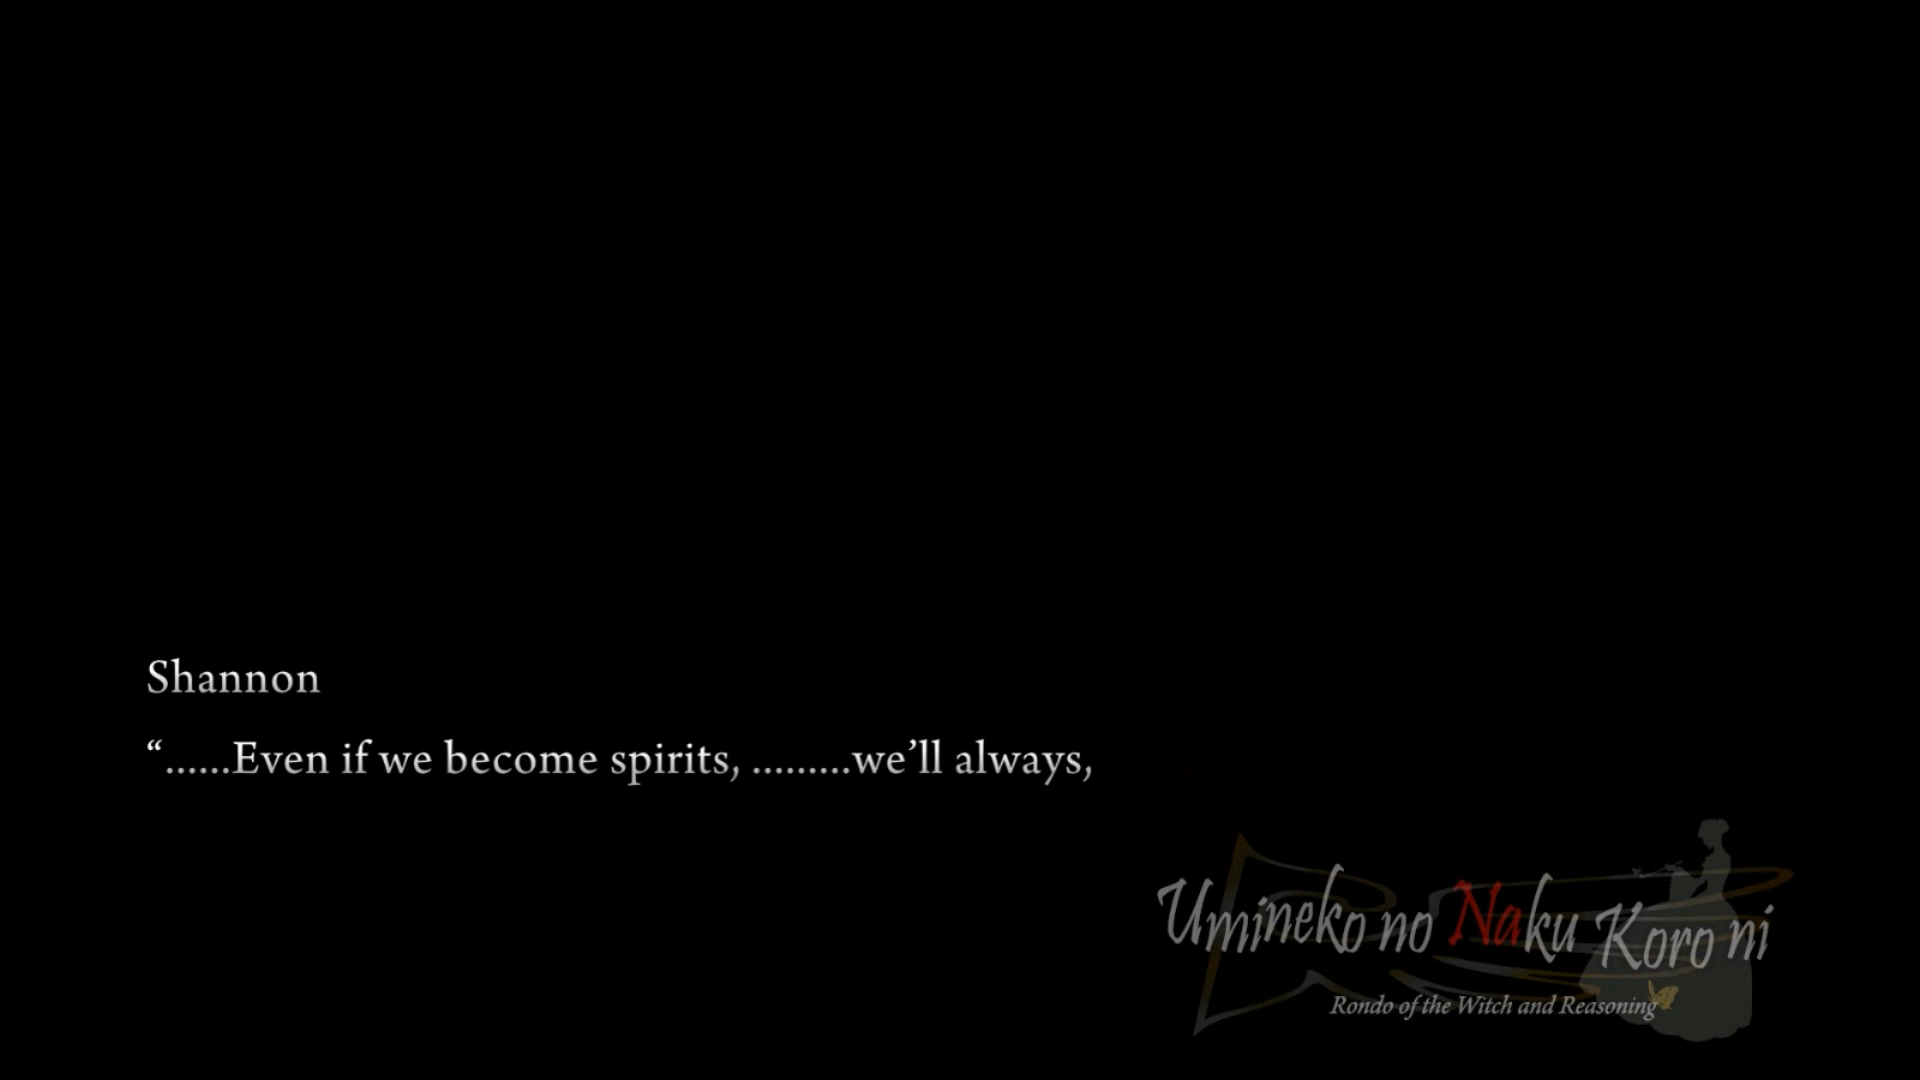 Shannon
“......Even if we become spirits, .........we’ll always,
Umineko no Naku Koro ni
Rondo of the Witch and Reasoning